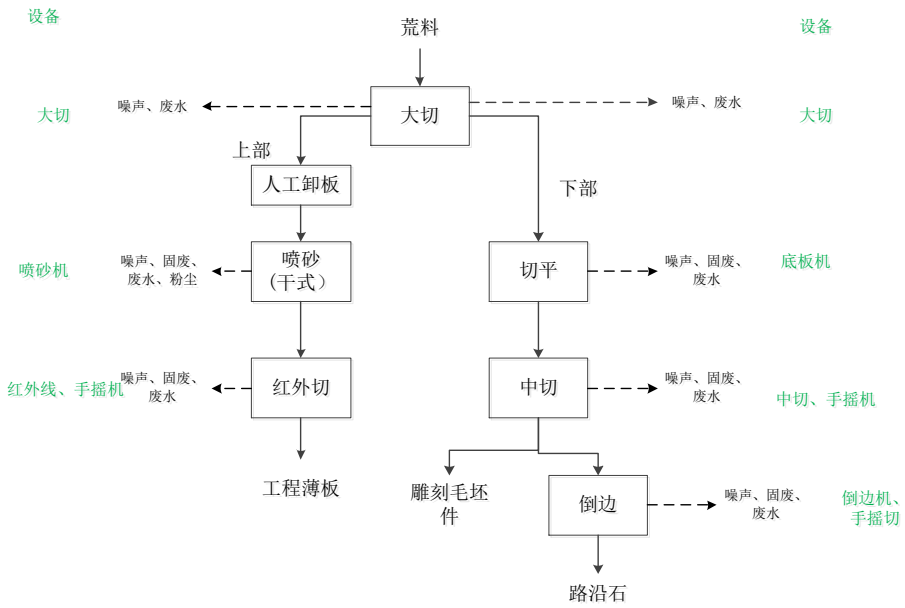 设备
荒料
设备
噪声、废水
噪声、废水
大切
大切
大切
上部
人工卸板
下部
喷砂机
噪声、固废、
废水、粉尘
喷砂
(干式）
切平
噪声、固废、
废水
底板机
红外线、手摇机
噪声、固废、
废水
红外切
中切
噪声、固废、
废水
中切、手摇机
工程薄板
雕刻毛坯
件
倒边
噪声、固废、
废水
倒边机、
手摇切
路沿石